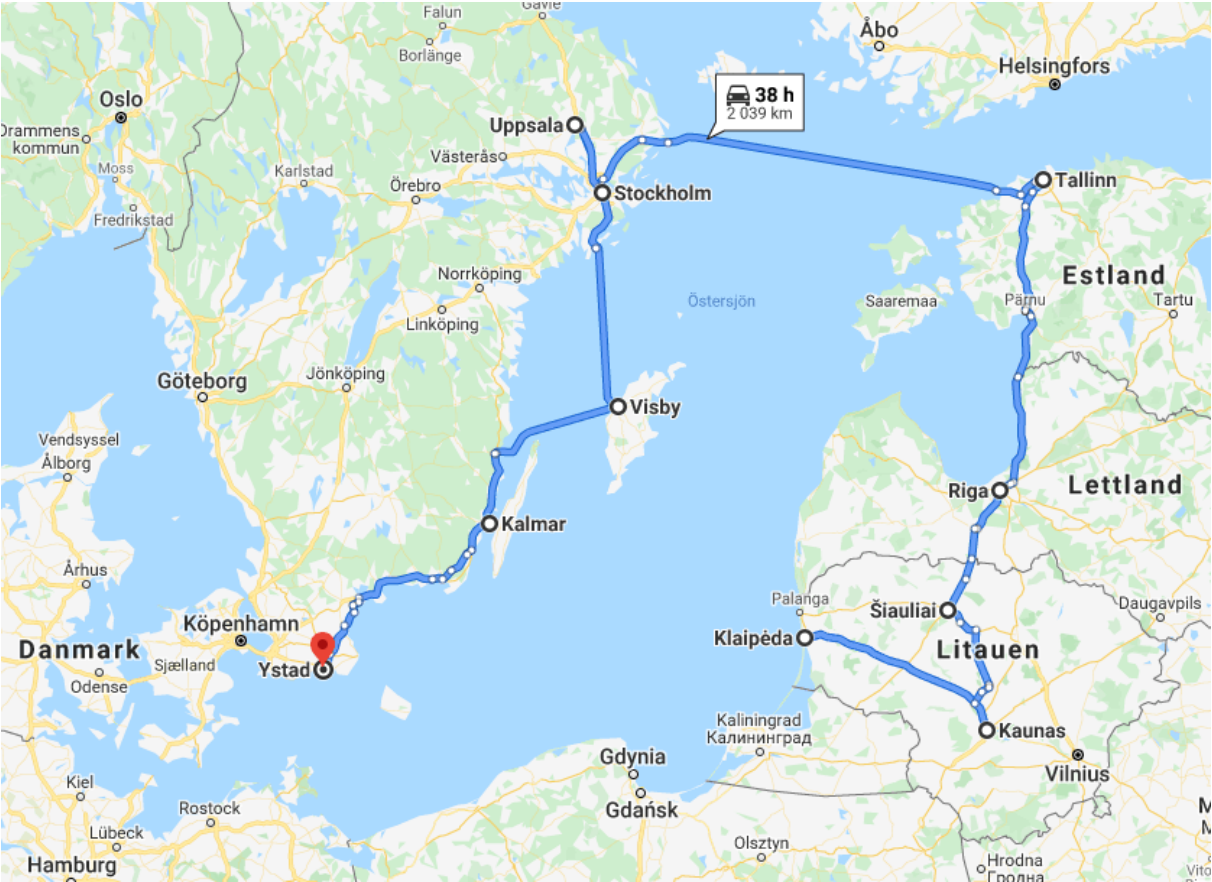 Falun
Gävle
Borlänge
Åbo
Helsingfors
Oslo
38 h
2 039 km
Drammens
kommun
Uppsala
Västerås
Moss
Karlstad
Örebro
Stockholm
Tallinn
Fredrikstad
Norrköping
Östersjön
Saaremaa
Pärnu
Estland
Tartu
Linköping
Göteborg
Jönköping
Visby
Vendsyssel
Ålborg
Riga
Lettland
Kalmar
Århus
Palanga
Šiauliai
Daugavpils
Köpenhamn
Klaipėda
Danmark
Sjælland
Litauen
Ystad
Odense
Kaliningrad
Калининград
Kaunas
Gdynia
Vilnius
Kiel
Gdańsk
Rostock
M
Lübeck
M
Olsztyn
Hamburg
Hrodna
Гродна